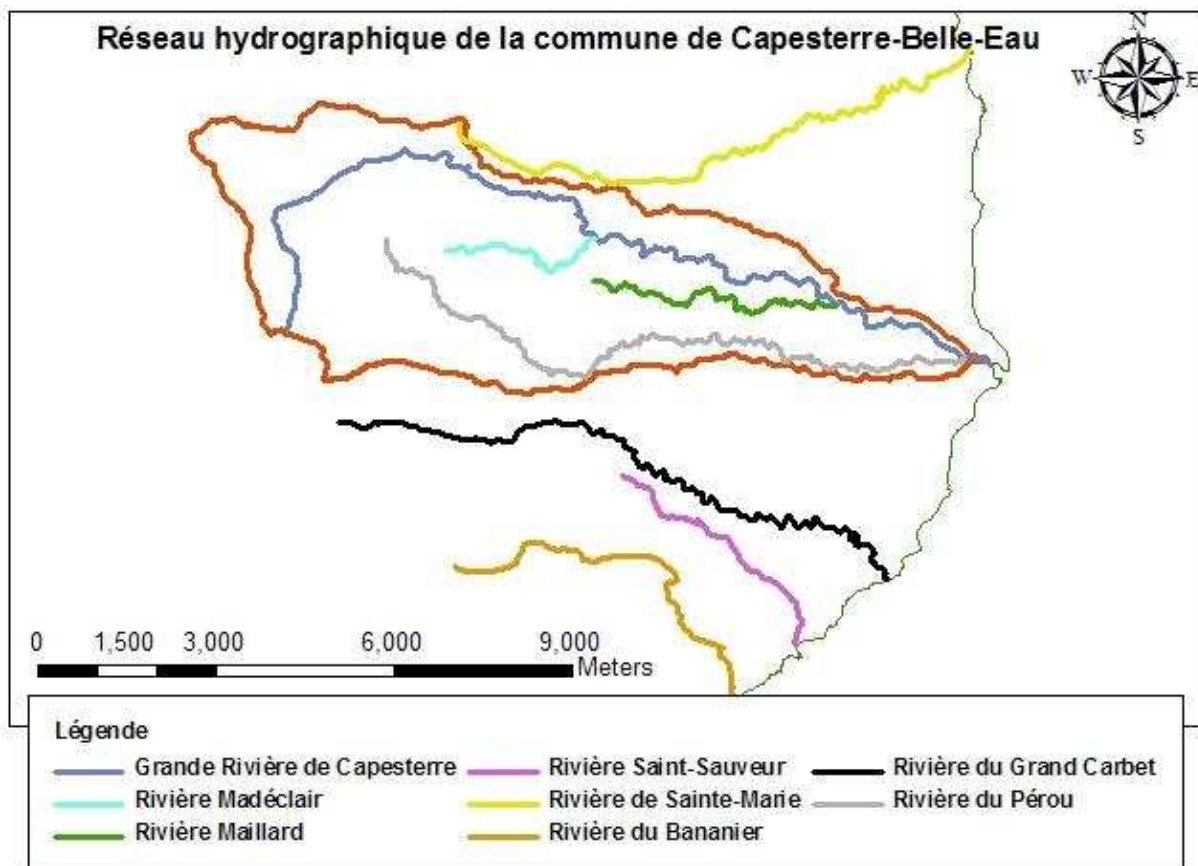 Réseau hydrographique de la commune de Capesterre-Belle-Eau
N
W E
S
0 1,500 3,000 6,000 9,000
Meters
Légende
Grande Rivière de Capesterre Rivière Saint-Sauveur Rivière du Grand Carbet
Rivière Madéclair Rivière de Sainte-Marie Rivière du Pérou
Rivière Maillard Rivière du Bananier